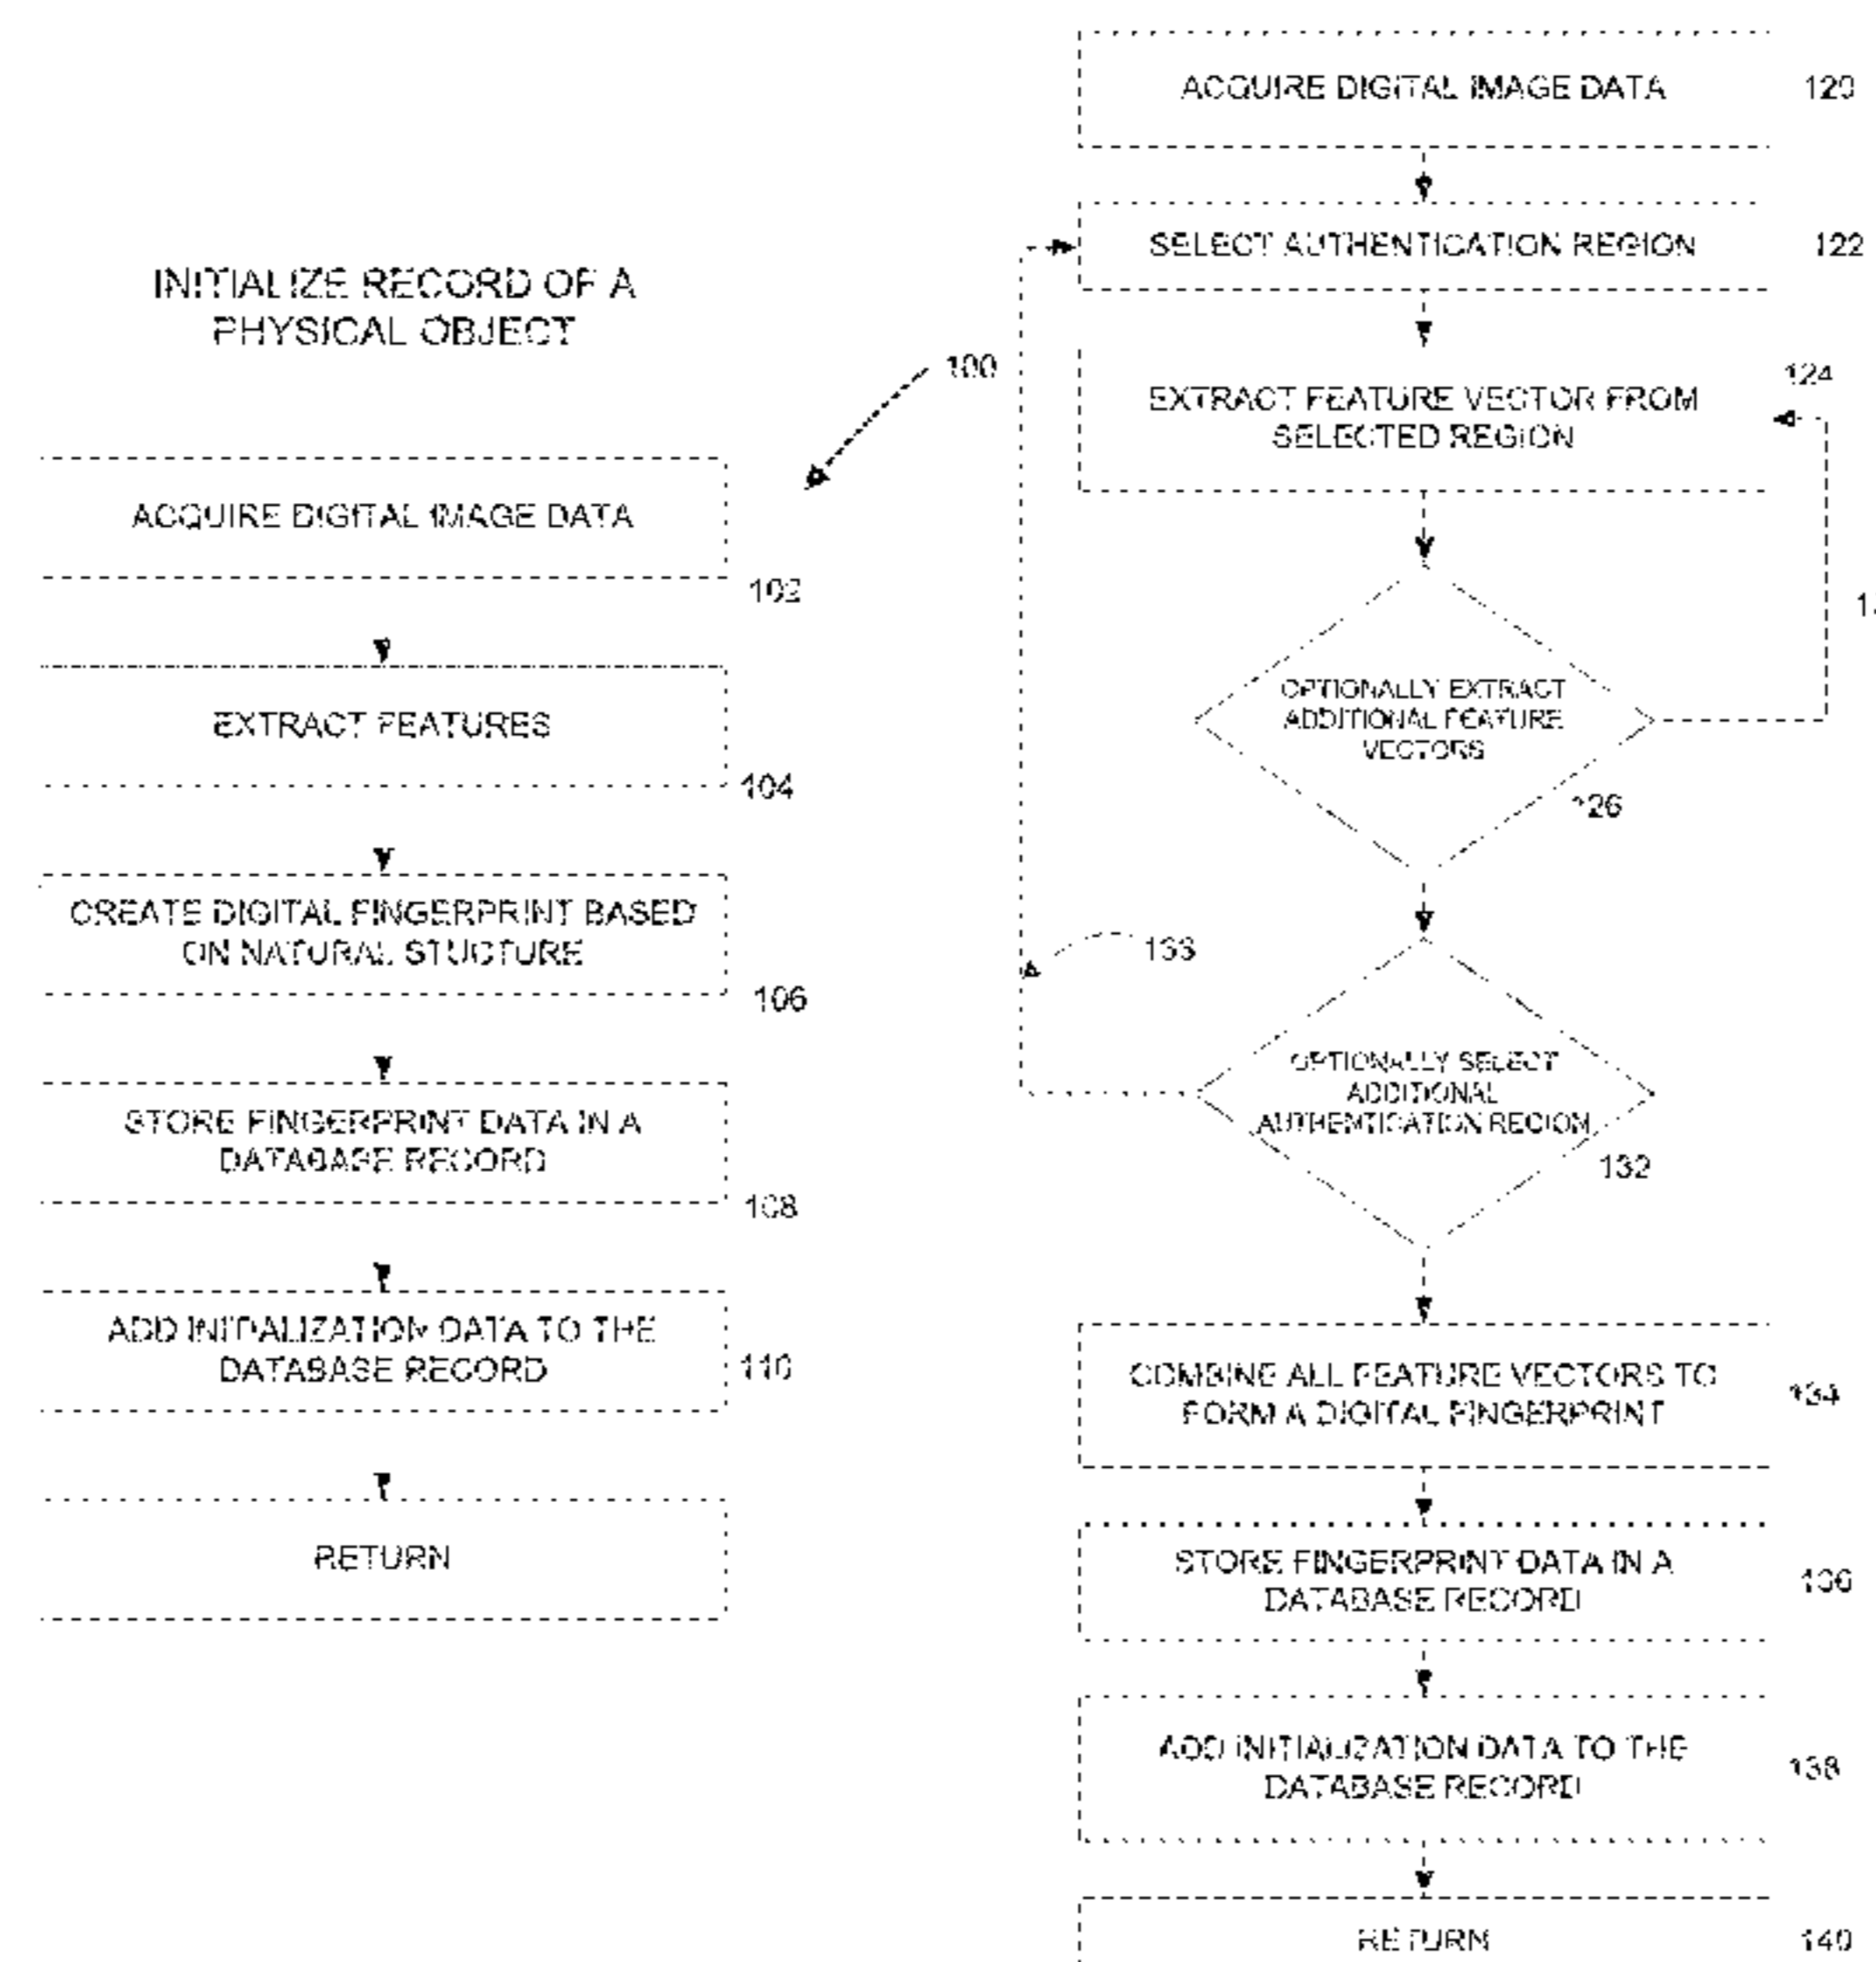 INITIALIZE RECORD OF A
PHYSICAL OBJECT
100
ACQUIRE DIGITAL IMAGE DATA
102
EXTRACT FEATURES
104
CREATE DIGITAL FINGERPRINT BASED
ON NATURAL STUCTURE
106
STORE FINGERPRINT DATA IN A
DATABASE RECORD
108
ADD INITIALIZATION DATA TO THE
DATABASE RECORD
110
RETURN
ACQUIRE DIGITAL IMAGE DATA
120
SELECT AUTHENTICATION REGION
122
EXTRACT FEATURE VECTOR FROM
SELECTED REGION
124
OPTIONALLY EXTRACT
ADDITIONAL FEATURE
VECTORS
126
133
OPTIONALLY SELECT
ADDITIONAL
AUTHENTICATION REGION
132
COMBINE ALL FEATURE VECTORS TO
FORM A DIGITAL FINGERPRINT
134
STORE FINGERPRINT DATA IN A
DATABASE RECORD
136
ADD INITIALIZATION DATA TO THE
DATABASE RECORD
138
RETURN
140